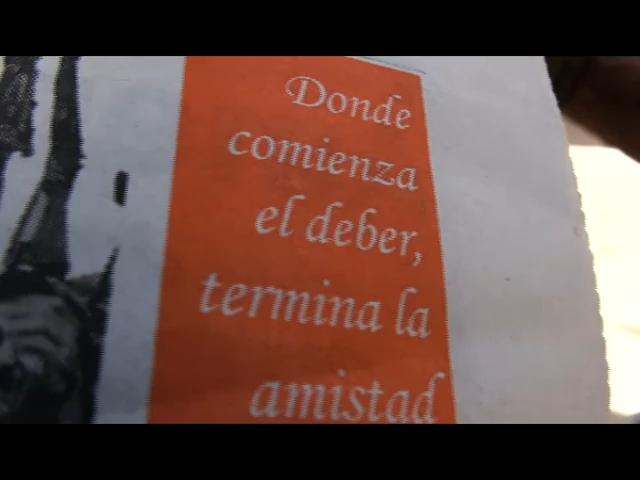 Donde
comienza
el deber,
termina la
amistad